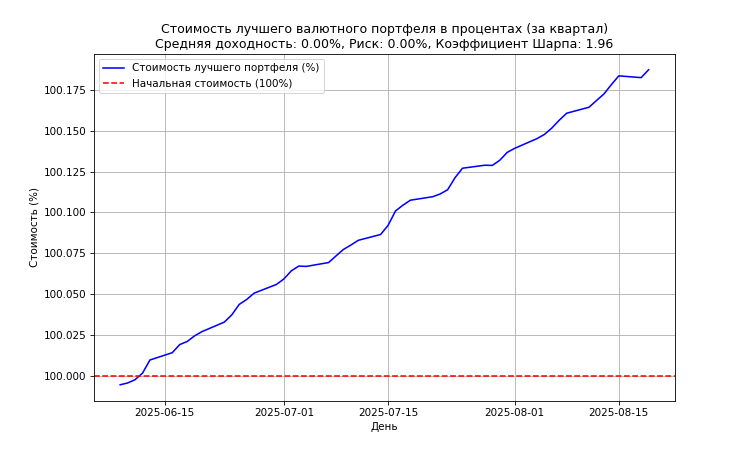 Стоимость лучшего валютного портфеля в процентах (за квартал)
Средняя доходность: 0.00%, Риск: 0.00%, Коэффициент Шарпа: 1.96
Стоимость лучшего портфеля (%)
Начальная стоимость (100%)
Стоимость (%)
100.175
100.150
100.125
100.100
100.075
100.050
100.025
100.000
2025-06-15
2025-07-01
2025-07-15
2025-08-01
2025-08-15
День